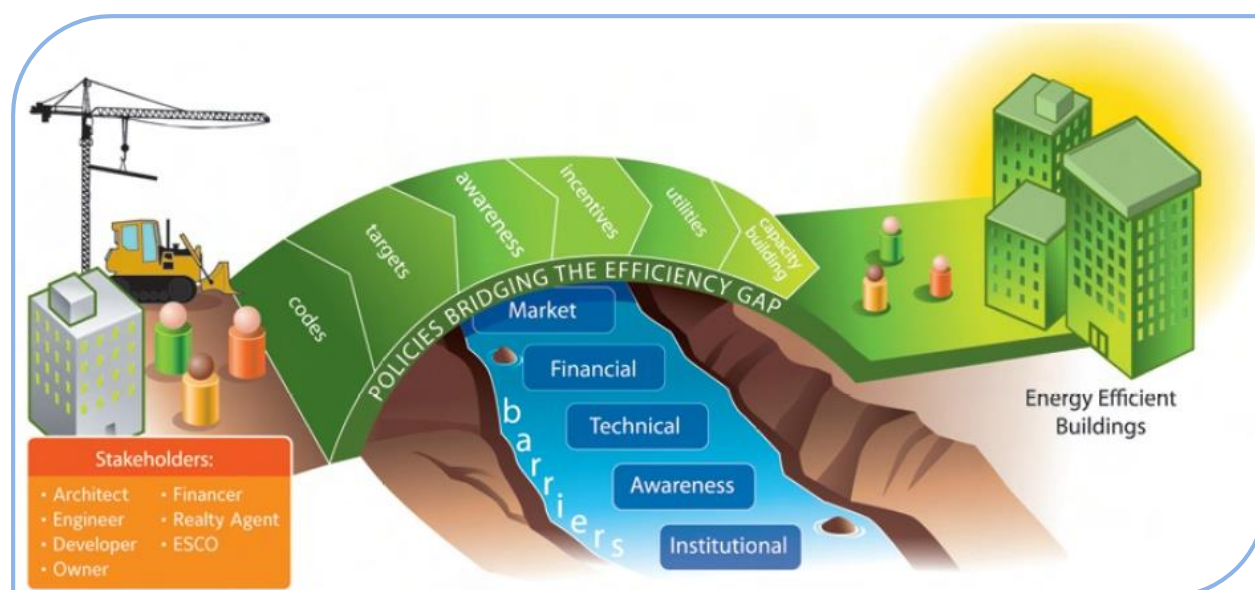 codes
targets
awareness
incentives
utilities
capacity
building
POLICIES BRIDGING THE EFFICIENCY GAP
Market
Financial
Technical
Awareness
Institutional
barriers
Energy Efficient
Buildings
Stakeholders:
• Architect
• Engineer
• Developer
• Owner
• Financer
• Realty Agent
• ESCO